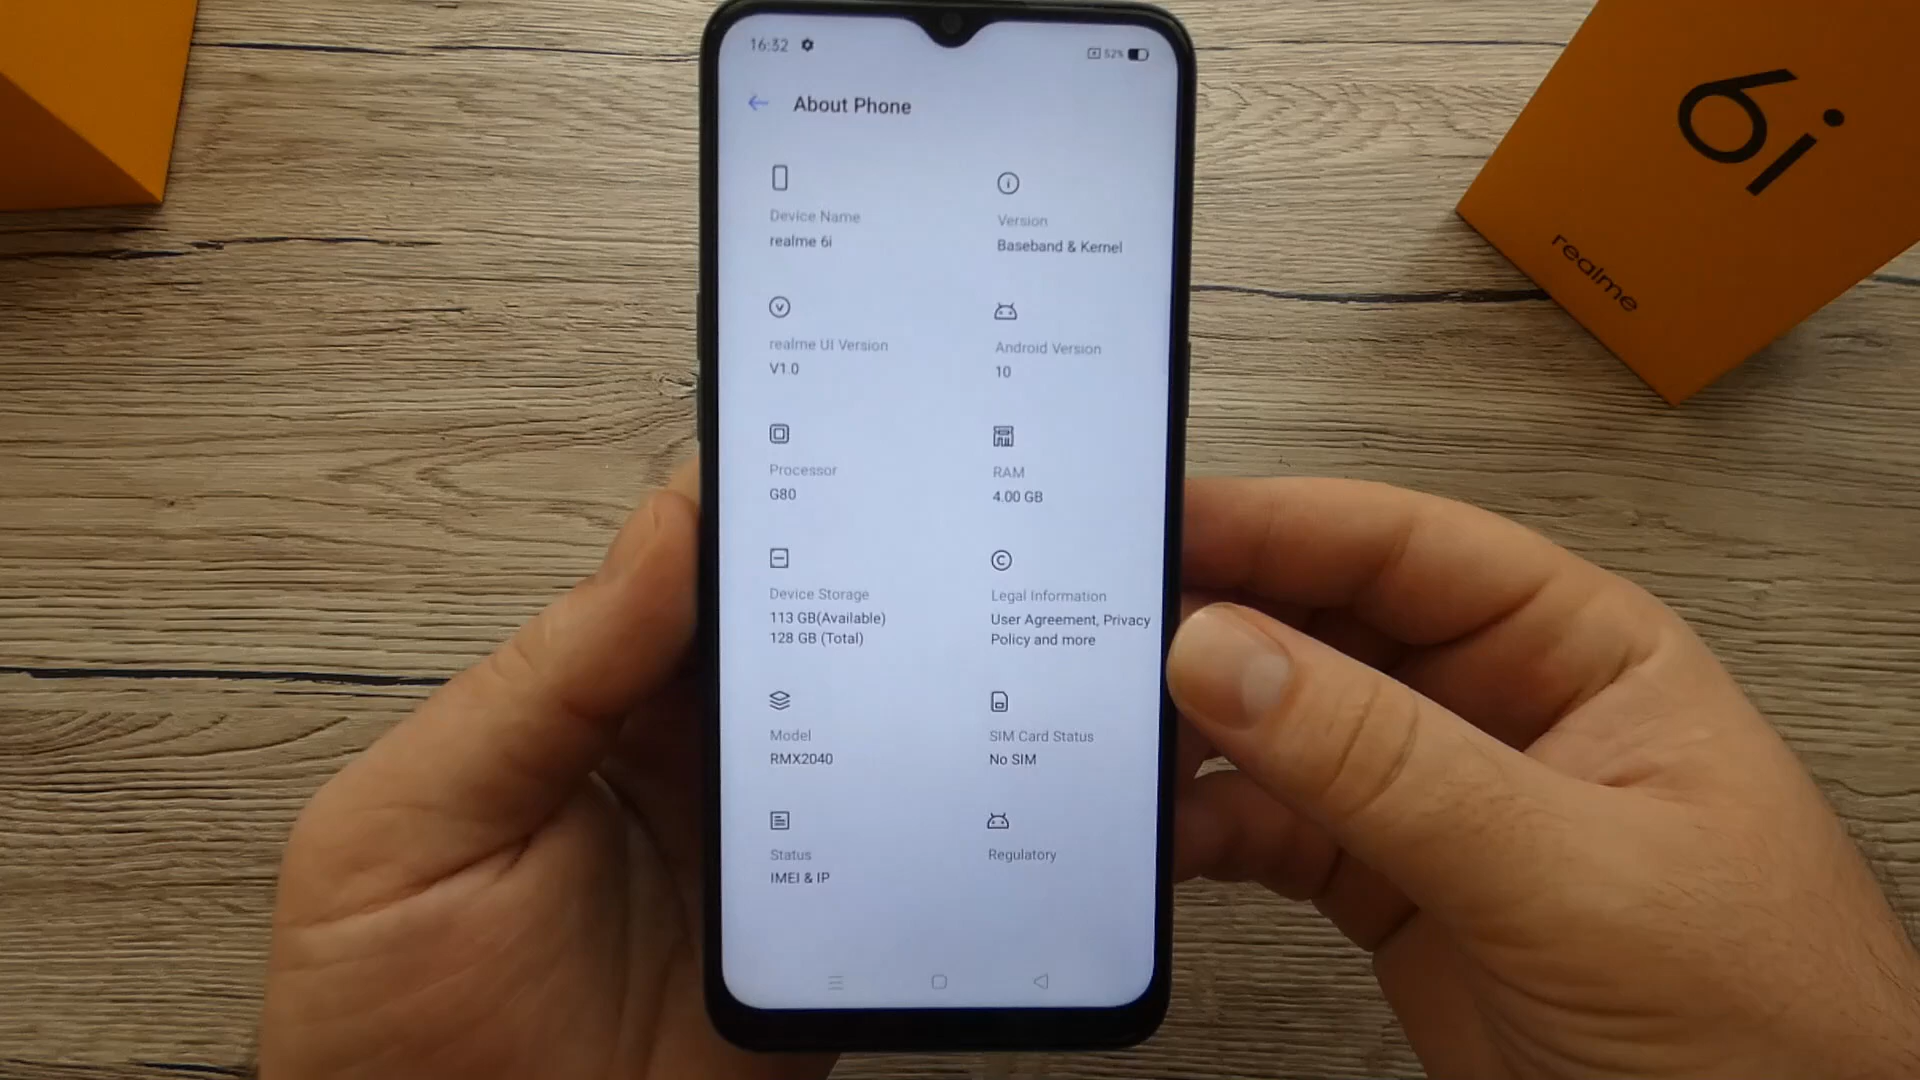 16:32
52%
About Phone
Device Name
realme 6i
Version
Baseband & Kernel
realme UI Version
V1.0
Android Version
10
Processor
G80
RAM
4.00 GB
Device Storage
113 GB(Available)
128 GB (Total)
Legal Information
User Agreement, Privacy
Policy and more
Model
RMX2040
SIM Card Status
No SIM
Status
IMEI & IP
Regulatory
6i
realme